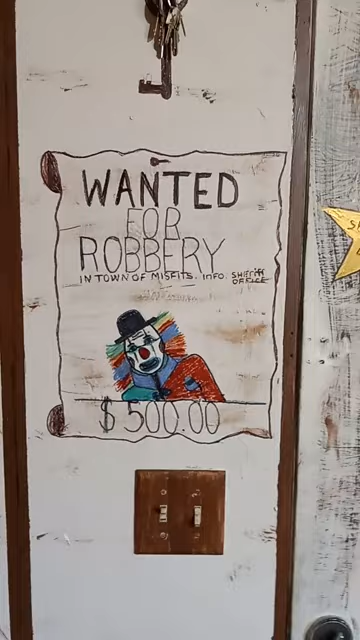 WANTED
FOR
ROBBERY
IN TOWN OF MISFITS. INFO. SHERIFF
OFFICE
$500.00